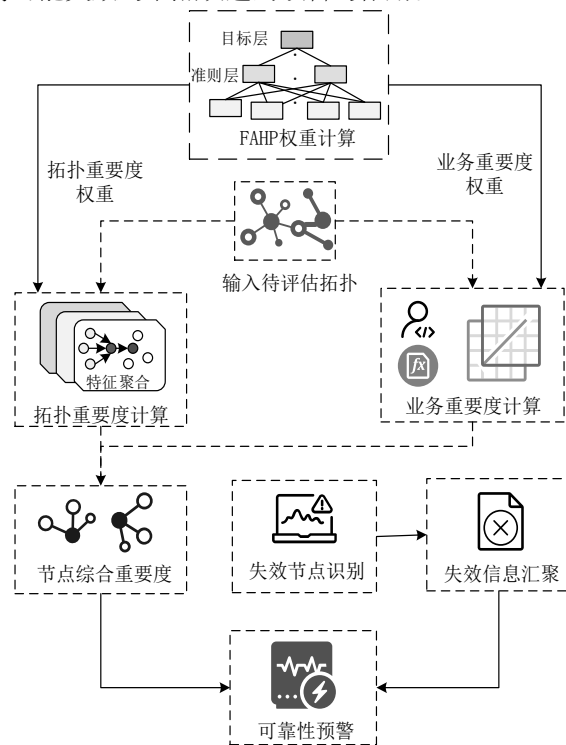 目标层
准则层
FAHP权重计算
拓扑重要度
权重
业务重要度
权重
输入待评估拓扑
特征聚合
拓扑重要度计算
</>
fx
业务重要度计算
节点综合重要度
失效节点识别
失效信息汇聚
可靠性预警